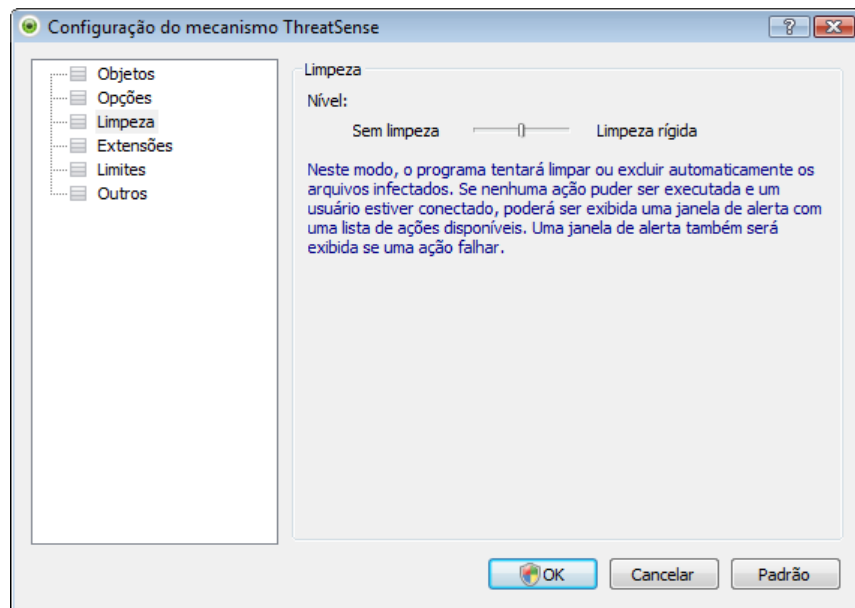 Configuração do mecanismo ThreatSense
Objetos
Opções
Limpeza
Extensões
Limites
Outros
Limpeza
Nível:
Sem limpeza Limpeza rígida
Neste modo, o programa tentará limpar ou excluir automaticamente os
arquivos infectados. Se nenhuma ação puder ser executada e um
usuário estiver conectado, poderá ser exibida uma janela de alerta com
uma lista de ações disponíveis. Uma janela de alerta também será
exibida se uma ação falhar.
OK Cancelar Padrão